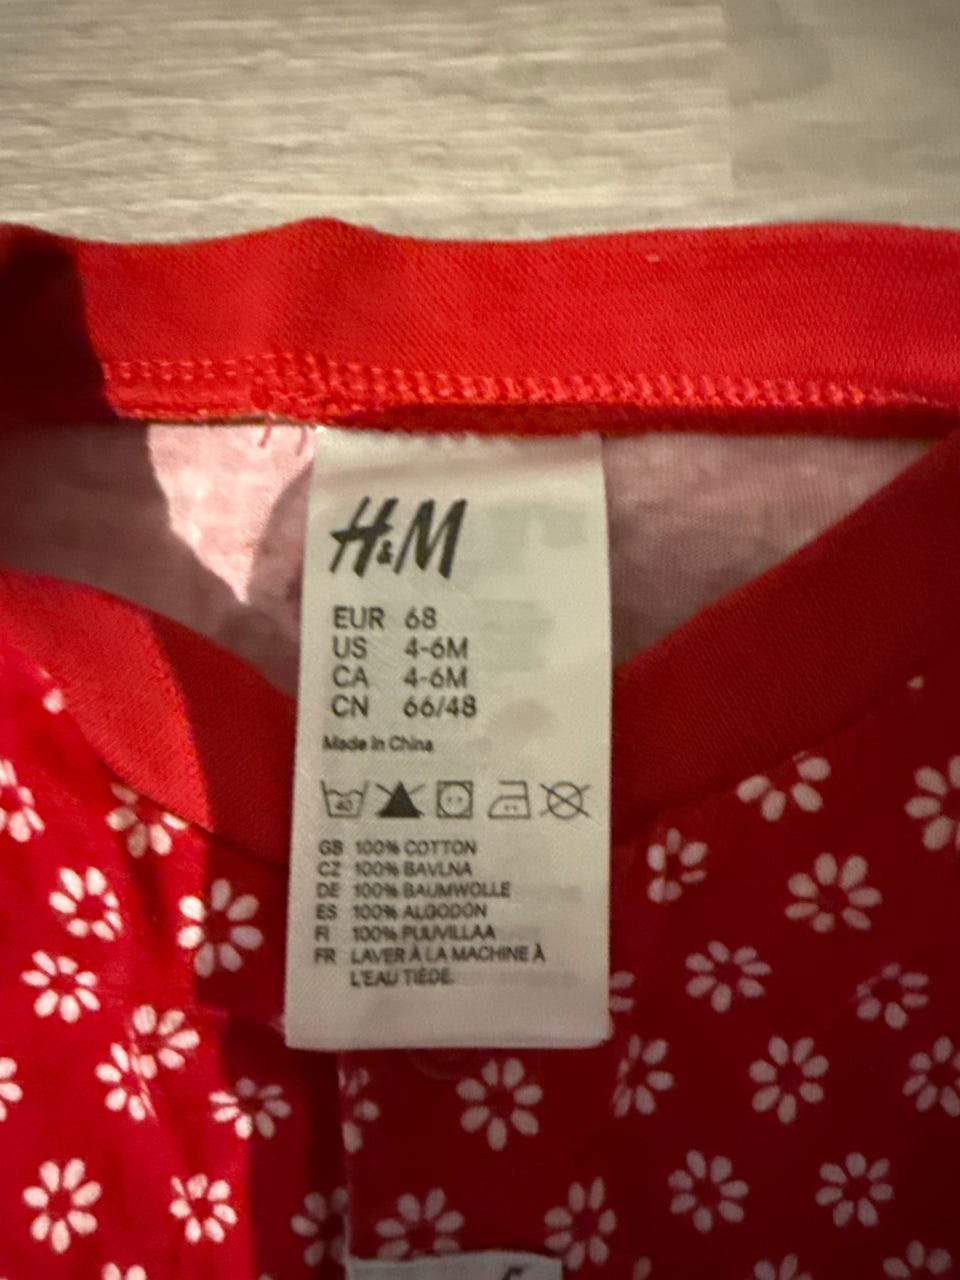 H&M
EUR 68
US 4-6M
CA 4-6M
CN 66/48
Made in China
40
GB 100% COTTON
CZ 100% BAVLNA
DE 100% BAUMWOLLE
ES 100% ALGODÓN
FI 100% PUUVILLAA
FR LAVER À LA MACHINE À
L'EAU TIÈDE.